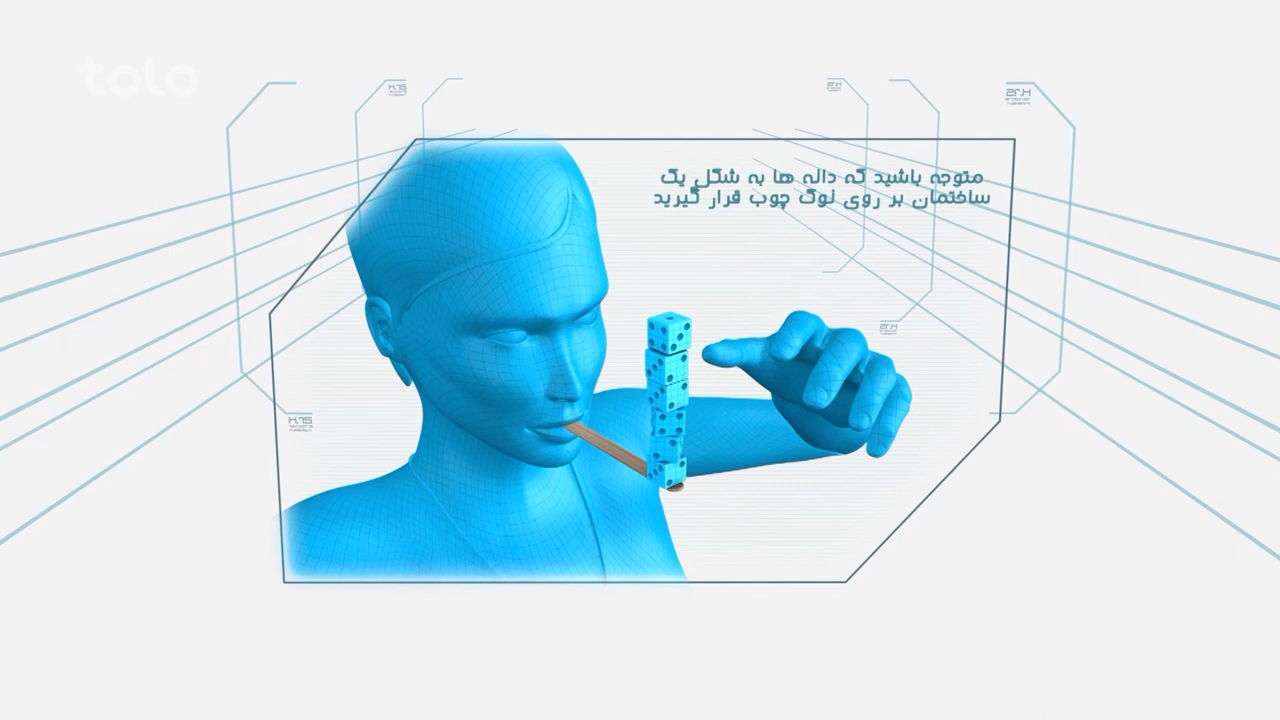 tolo
متوجه باشید که دانه ها به شکل یک
ساختمان بر روی نوک چوب قرار گیرید